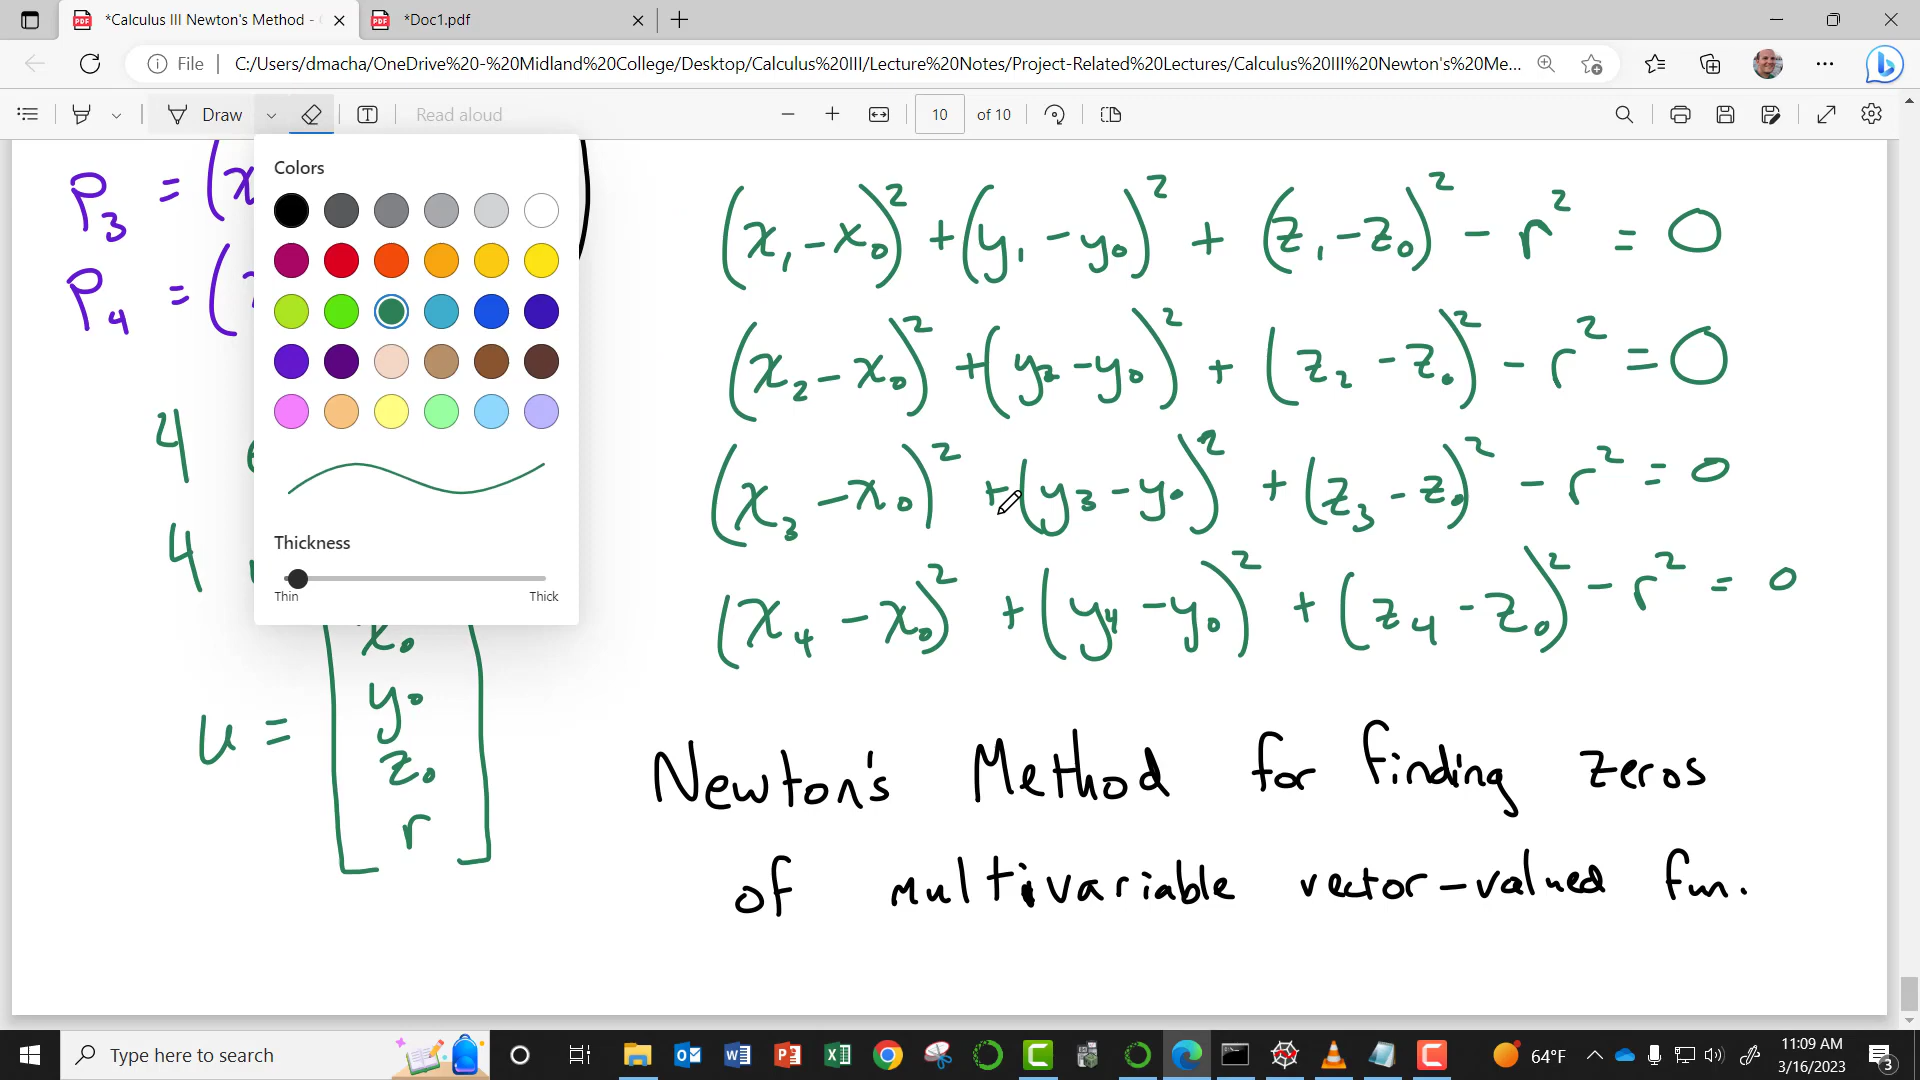 *Calculus III Newton's Method - 
*Doc1.pdf
File
C:/Users/dmacha/OneDrive%20-%20Midland%20College/Desktop/Calculus%20III/Lecture%20Notes/Project-Related%20Lectures/Calculus%20III%20Newton's%20Me...
Draw
Read aloud
10 of 10
Colors
Thickness
Thin Thick
P₃ = (x
P₄ = (
4
4
u = [x₀
y₀
z₀
r]
(x₁ - x₀)² + (y₁ - y₀)² + (z₁ - z₀)² - r² = 0
(x₂ - x₀)² + (y₂ - y₀)² + (z₂ - z₀)² - r² = 0
(x₃ - x₀)² + (y₃ - y₀)² + (z₃ - z₀)² - r² = 0
(x₄ - x₀)² + (y₄ - y₀)² + (z₄ - z₀)² - r² = 0
Newton's Method for finding zeros
of multivariable vector-valued fun.
Type here to search
64°F
11:09 AM
3/16/2023
3